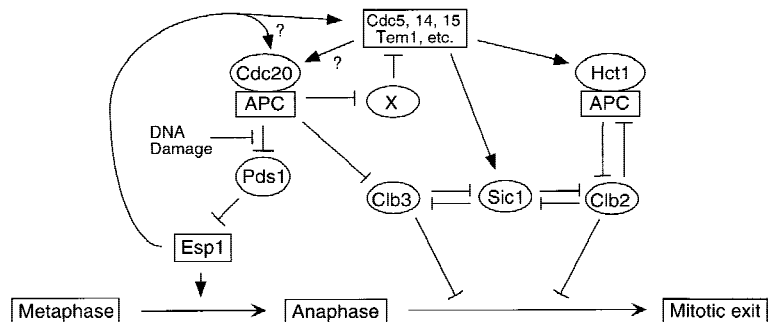 Cdc5, 14, 15
Tem1, etc.
?
?
Cdc20
APC
X
Hct1
APC
DNA
Damage
Pds1
Clb3
Sic1
Clb2
Esp1
Metaphase
Anaphase
Mitotic exit